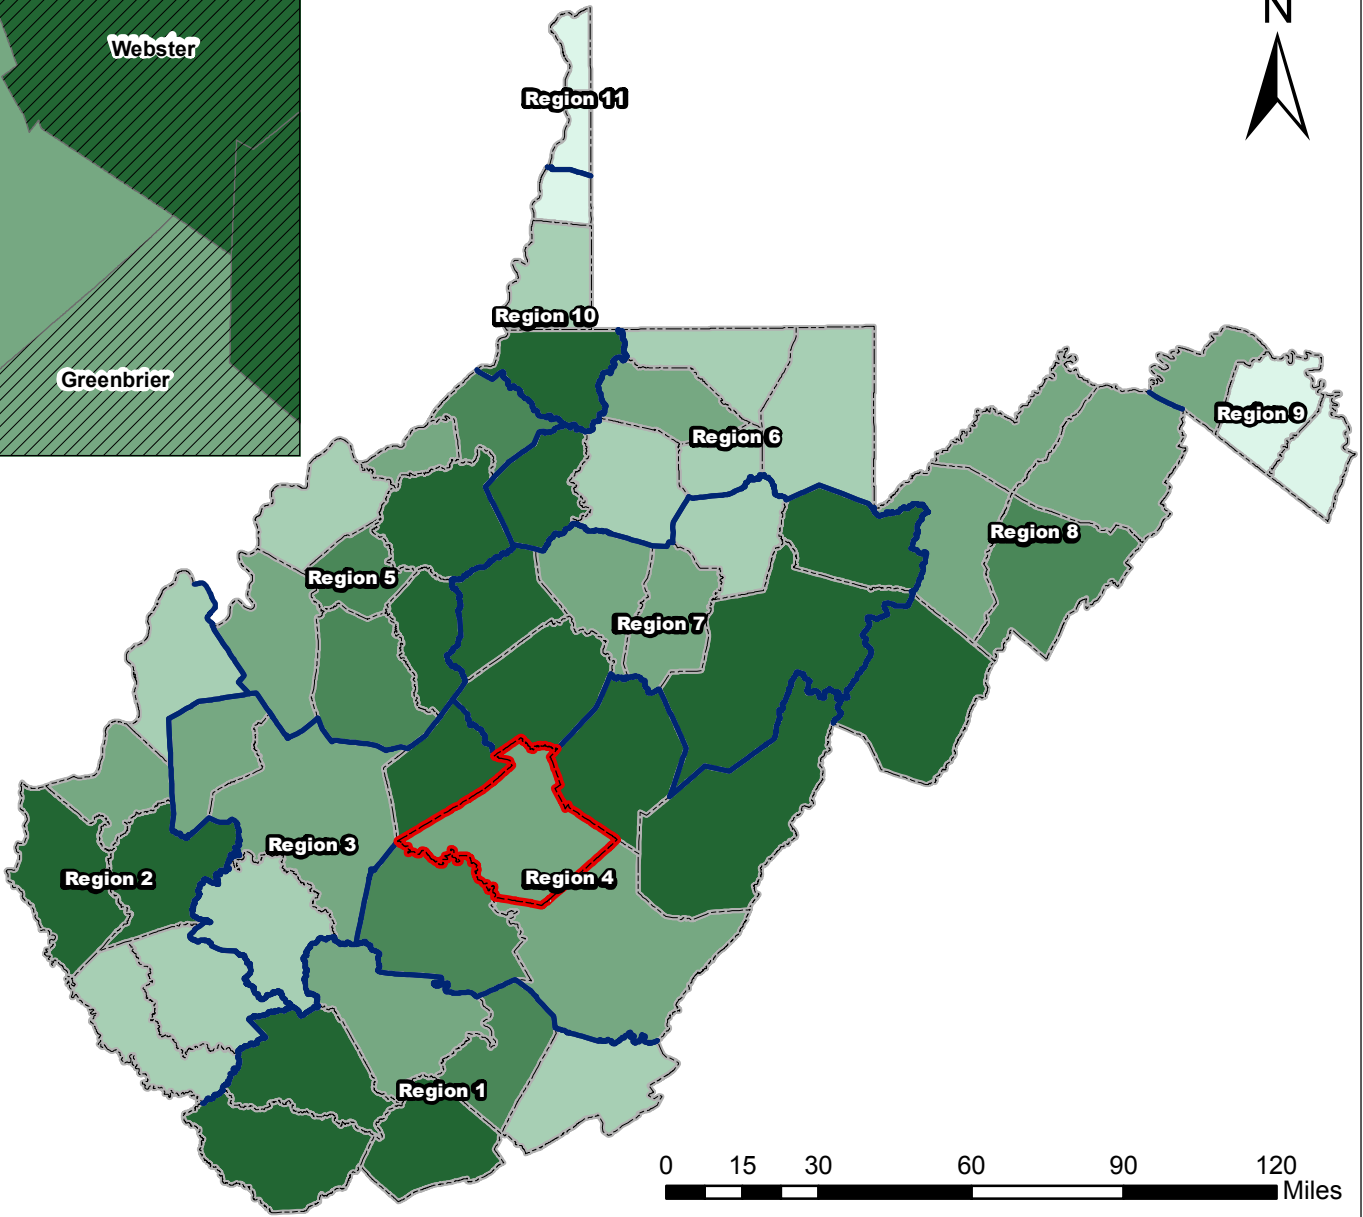 N
Webster
Region 11
Region 10
Greenbrier
Region 9
Region 6
Region 8
Region 5
Region 7
Region 3
Region 2
Region 4
Region 1
0 15 30 60 90 120
Miles